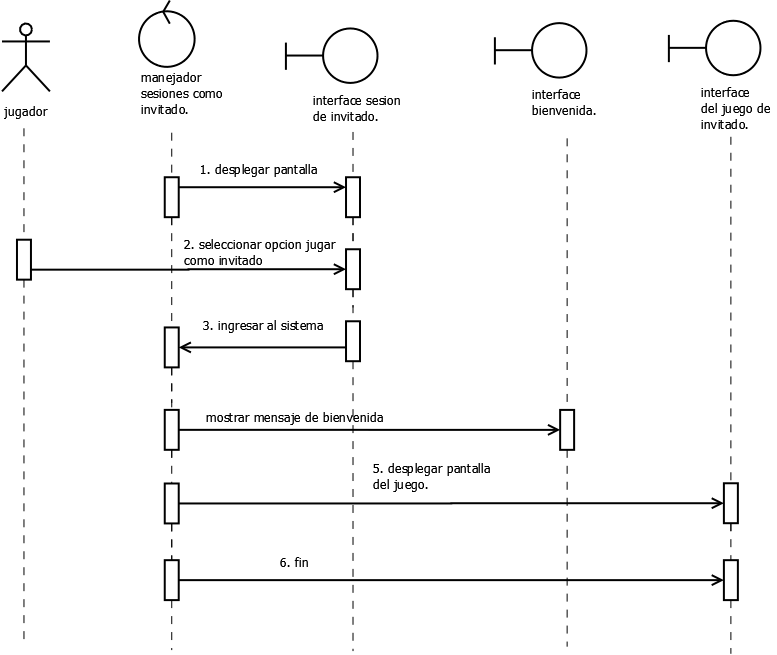 jugador
manejador
sesiones como
invitado.
interface sesion
de invitado.
interface
bienvenida.
interface
del juego de
invitado.
1. desplegar pantalla
2. seleccionar opcion jugar
como invitado
3. ingresar al sistema
mostrar mensaje de bienvenida
5. desplegar pantalla
del juego.
6. fin